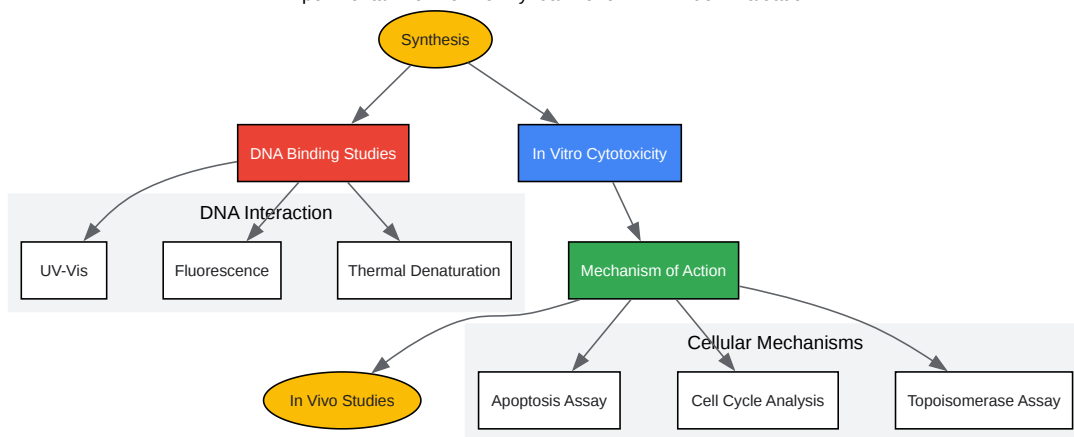 Synthesis
DNA Binding Studies
In Vitro Cytotoxicity
DNA Interaction
UV-Vis
Fluorescence
Thermal Denaturation
Mechanism of Action
Cellular Mechanisms
In Vivo Studies
Apoptosis Assay
Cell Cycle Analysis
Topoisomerase Assay